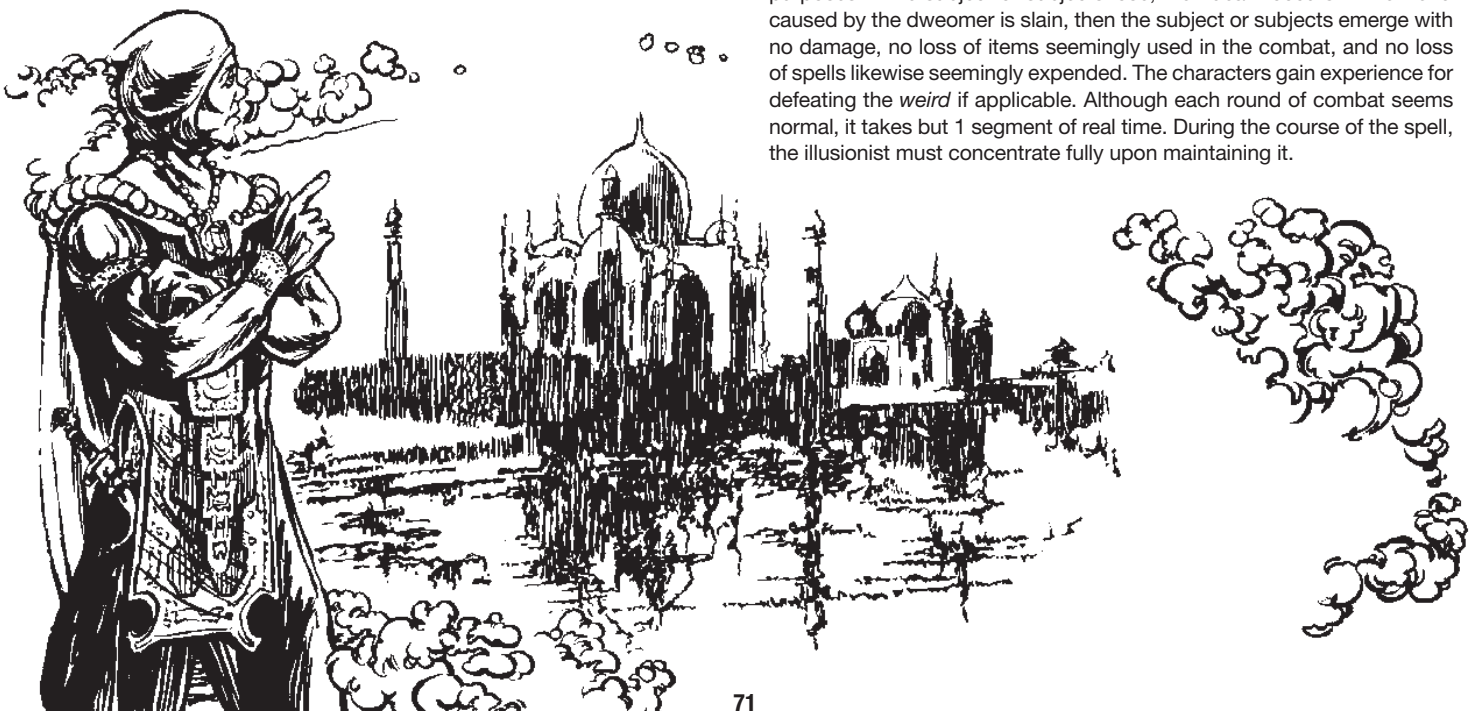 caused by the dweomer is slain, then the subject or subjects emerge with
no damage, no loss of items seemingly used in the combat, and no loss
of spells likewise seemingly expended. The characters gain experience for
defeating the weird if applicable. Although each round of combat seems
normal, it takes but 1 segment of real time. During the course of the spell,
the illusionist must concentrate fully upon maintaining it.
71